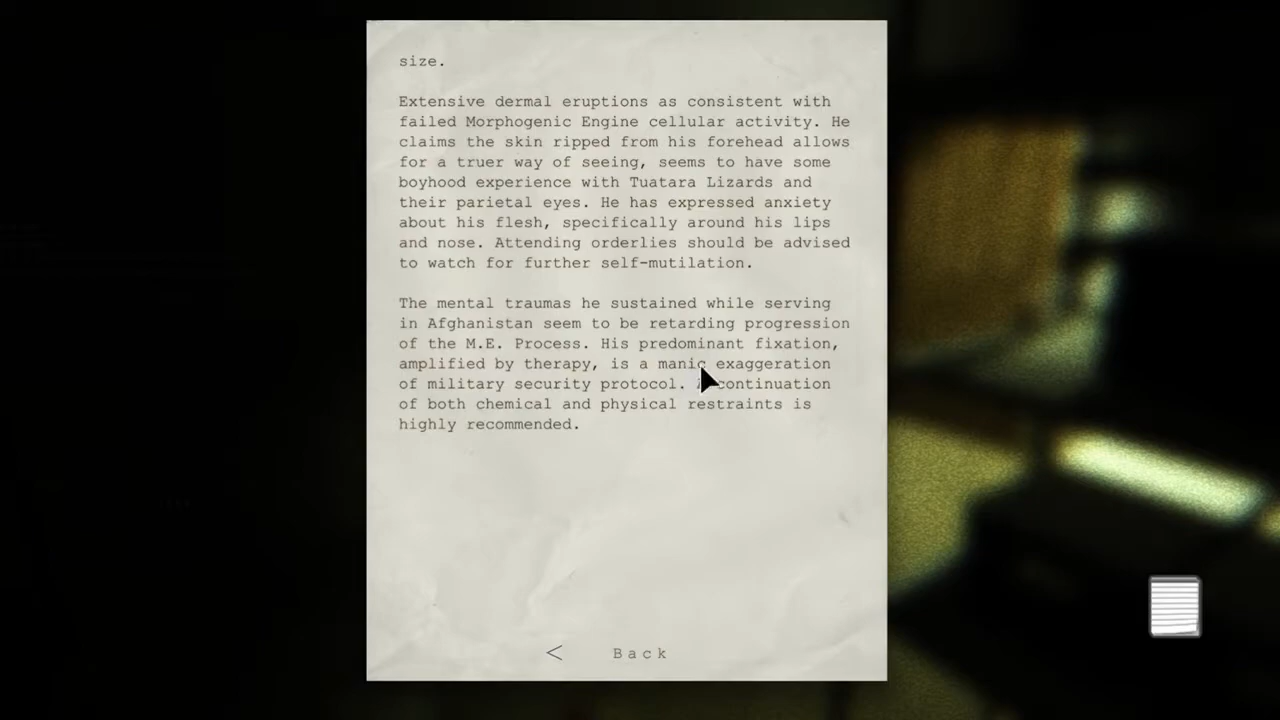 size.
Extensive dermal eruptions as consistent with
failed Morphogenic Engine cellular activity. He
claims the skin ripped from his forehead allows
for a truer way of seeing, seems to have some
boyhood experience with Tuatara Lizards and
their parietal eyes. He has expressed anxiety
about his flesh, specifically around his lips
and nose. Attending orderlies should be advised
to watch for further self-mutilation.
The mental traumas he sustained while serving
in Afghanistan seem to be retarding progression
of the M.E. Process. His predominant fixation,
amplified by therapy, is a manic exaggeration
of military security protocol. continuation
of both chemical and physical restraints is
highly recommended.
< Back